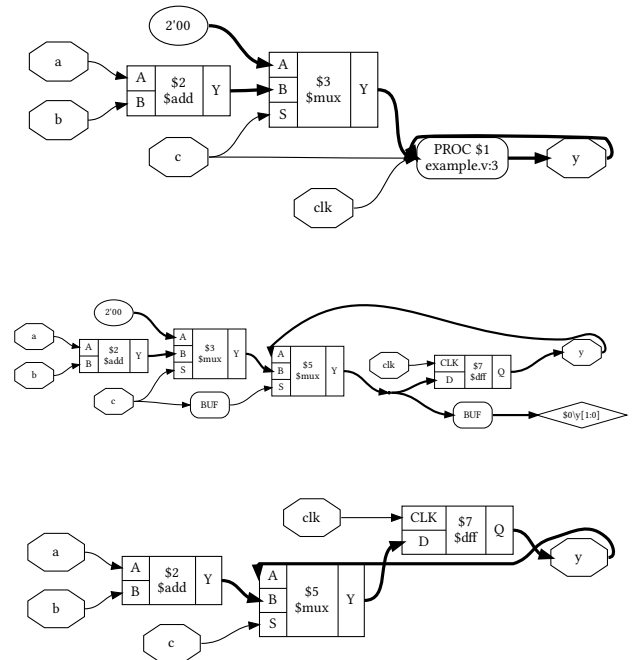 2'00
a
A
$2
$add
Y
B
b
A
$3
$mux
Y
B
S
c
clk
PROC $1
example.v:3
y
2'00
a
A
$2
$add
Y
B
b
A
$3
$mux
Y
B
S
c
BUF
A
$5
$mux
Y
B
S
clk
CLK
$7
$dff
Q
D
y
BUF
$0\y[1:0]
clk
CLK
$7
$dff
Q
D
a
A
$2
$add
Y
B
b
A
$5
$mux
Y
B
S
c
y